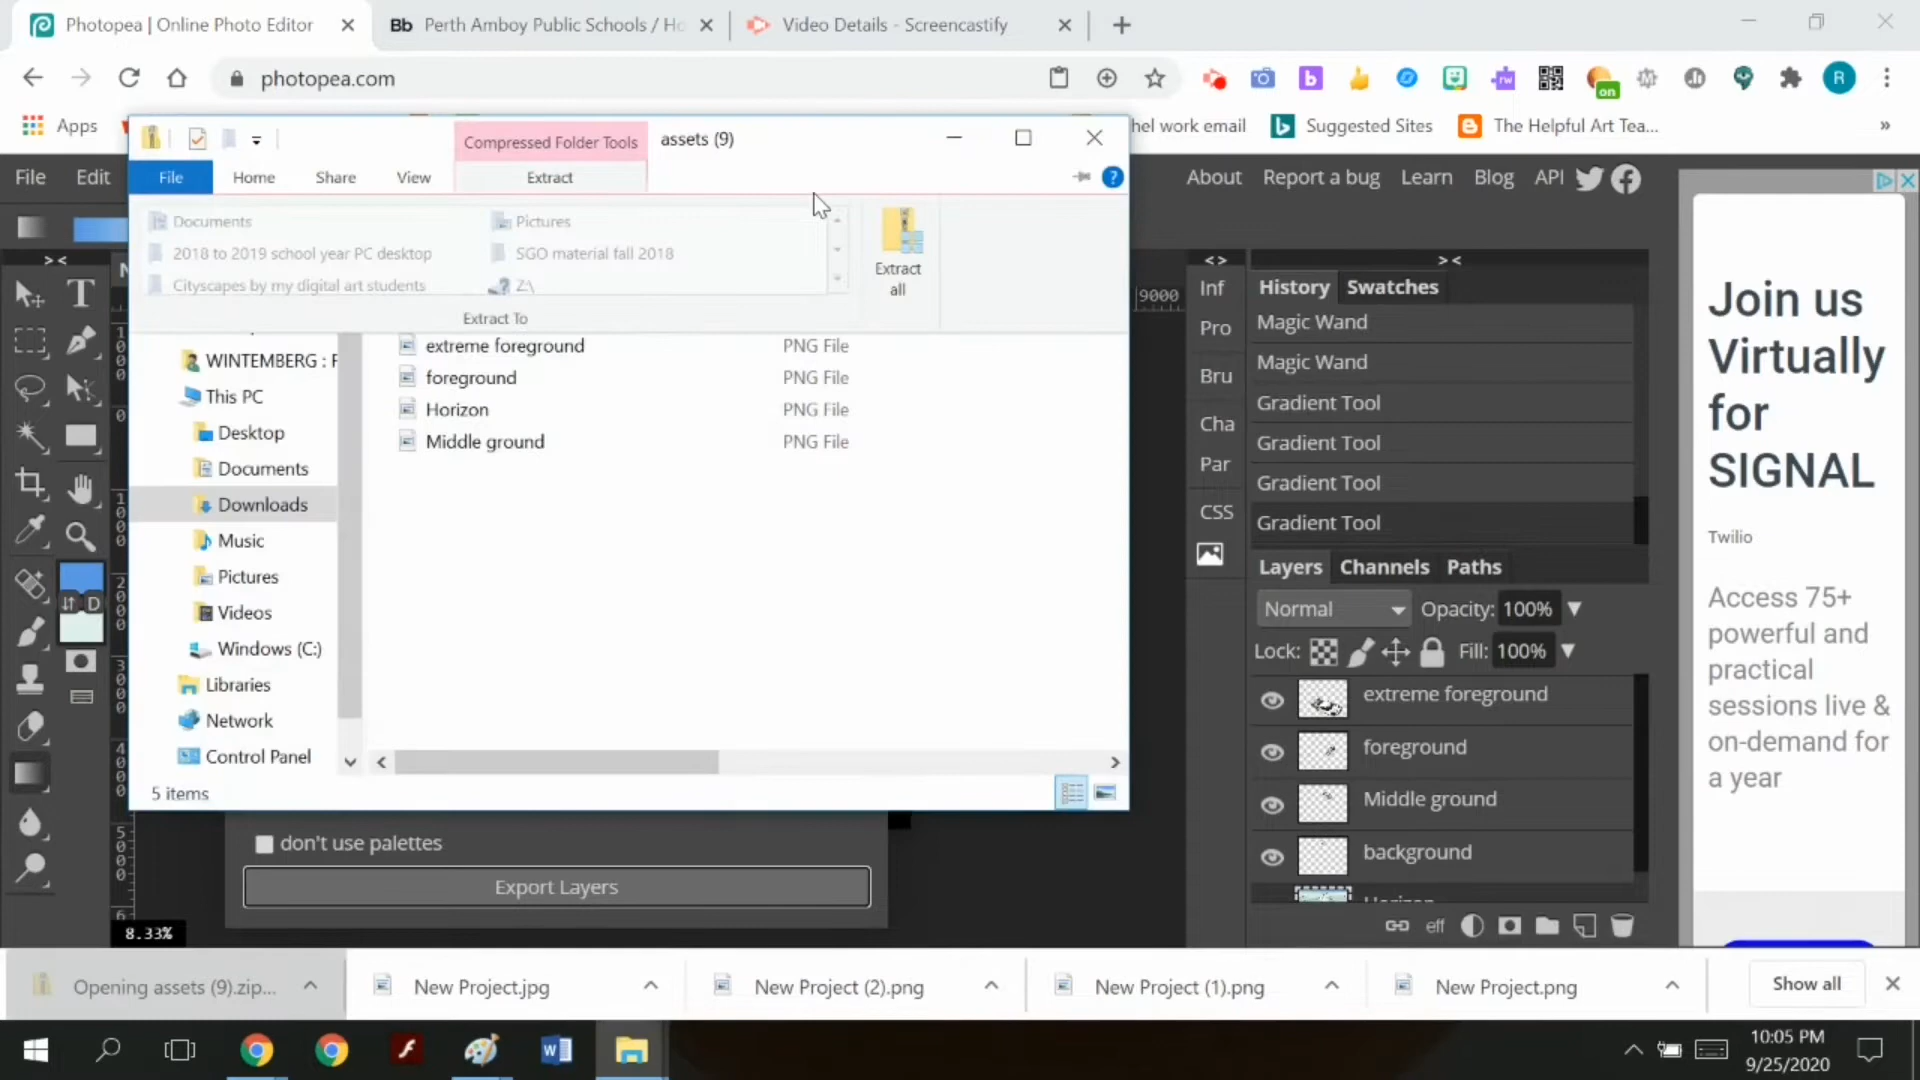 Photopea | Online Photo Editor
Bb Perth Amboy Public Schools / Ho
Video Details - Screencastify
photopea.com
on
R
Apps
hel work email
Suggested Sites
The Helpful Art Tea...
»
Compressed Folder Tools
assets (9)
File
Home
Share
View
Extract
Documents
Pictures
2018 to 2019 school year PC desktop
SGO material fall 2018
Cityscapes by my digital art students
Z:\
Extract all
Extract To
WINTEMBERG : F
This PC
Desktop
Documents
Downloads
Music
Pictures
Videos
Windows (C:)
Libraries
Network
Control Panel
extreme foreground PNG File
foreground PNG File
Horizon PNG File
Middle ground PNG File
5 items
File Edit
About Report a bug Learn Blog API
9000
Inf
Pro
Bru
Cha
Par
CSS
History Swatches
Magic Wand
Magic Wand
Gradient Tool
Gradient Tool
Gradient Tool
Gradient Tool
Layers Channels Paths
Normal Opacity: 100%
Lock: Fill: 100%
extreme foreground
foreground
Middle ground
background
Horizon
eff
don't use palettes
Export Layers
8.33%
Join us
Virtually
for
SIGNAL
Twilio
Access 75+
powerful and
practical
sessions live &
on-demand for
a year
Opening assets (9).zip...
New Project.jpg
New Project (2).png
New Project (1).png
New Project.png
Show all
10:05 PM
9/25/2020